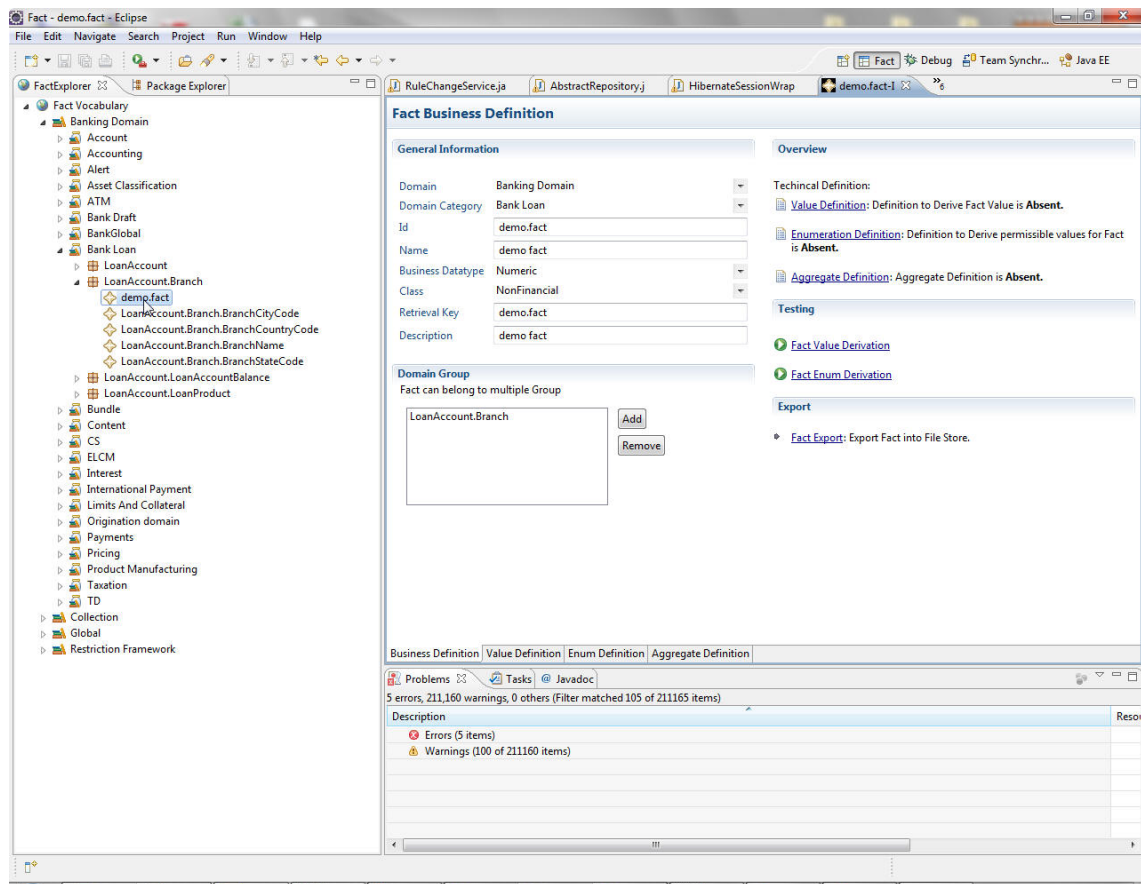 Fact - demo.fact - Eclipse
File Edit Navigate Search Project Run Window Help
Fact Debug Team Synchr... Java EE
FactExplorer Package Explorer
Fact Vocabulary
Banking Domain
Account
Accounting
Alert
Asset Classification
ATM
Bank Draft
BankGlobal
Bank Loan
LoanAccount
LoanAccount.Branch
demo.fact
LoanAccount.Branch.BranchCityCode
LoanAccount.Branch.BranchCountryCode
LoanAccount.Branch.BranchName
LoanAccount.Branch.BranchStateCode
LoanAccount.LoanAccountBalance
LoanAccount.LoanProduct
Bundle
Content
CS
ELCM
Interest
International Payment
Limits And Collateral
Origination domain
Payments
Pricing
Product Manufacturing
Taxation
TD
Collection
Global
Restriction Framework
RuleChangeService.ja AbstractRepository.j HibernateSessionWrap demo.fact-I »6
Fact Business Definition
General Information
Domain Banking Domain
Domain Category Bank Loan
Id demo.fact
Name demo fact
Business Datatype Numeric
Class NonFinancial
Retrieval Key demo.fact
Description demo fact
Domain Group
Fact can belong to multiple Group
LoanAccount.Branch
Add
Remove
Overview
Techincal Definition:
Value Definition: Definition to Derive Fact Value is Absent.
Enumeration Definition: Definition to Derive permissible values for Fact
is Absent.
Aggregate Definition: Aggregate Definition is Absent.
Testing
Fact Value Derivation
Fact Enum Derivation
Export
Fact Export: Export Fact into File Store.
Business Definition Value Definition Enum Definition Aggregate Definition
Problems Tasks @ Javadoc
5 errors, 211,160 warnings, 0 others (Filter matched 105 of 211165 items)
Description Resou
Errors (5 items)
Warnings (100 of 211160 items)